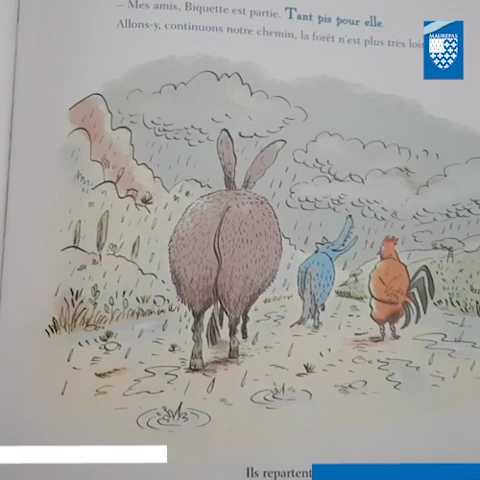 – Mes amis, Biquette est partie. Tant pis pour elle.
Allons-y, continuons notre chemin, la forêt n'est plus très
MAUREPAS
Ils repartent